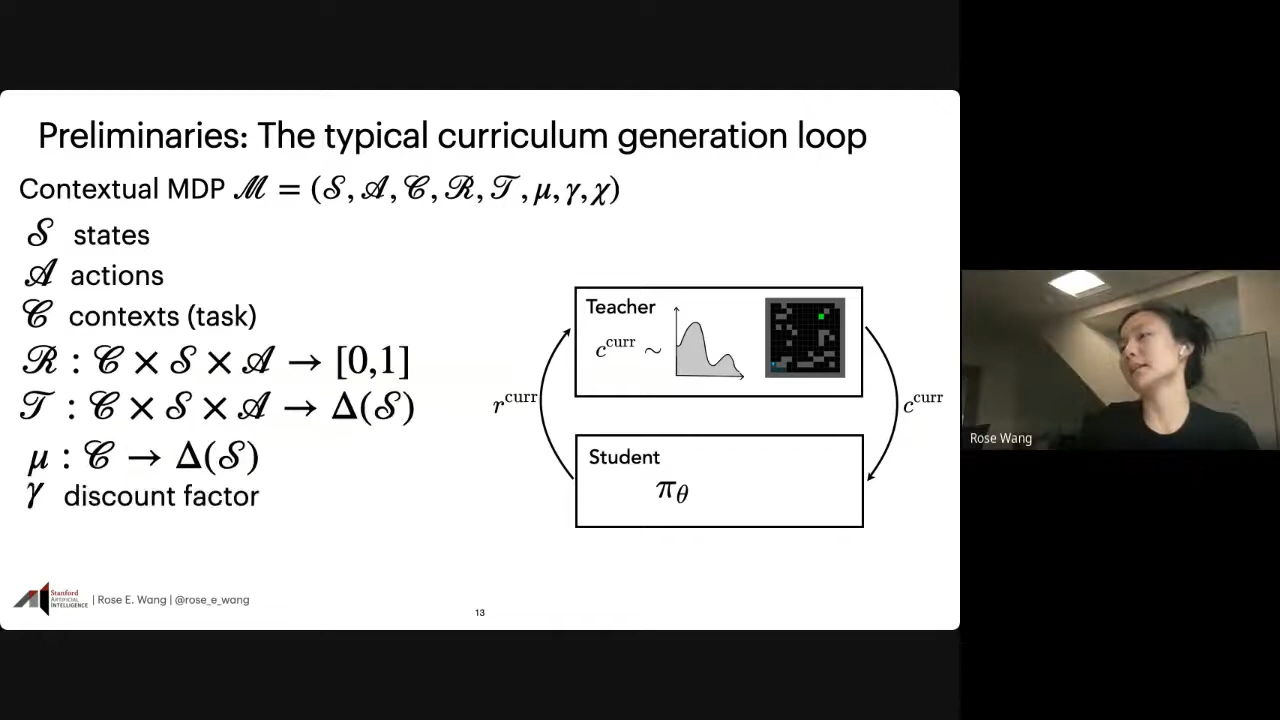 Preliminaries: The typical curriculum generation loop
Contextual MDP ℳ = (𝒮, 𝒜, 𝒞, ℛ, 𝒯, μ, γ, χ)
𝒮 states
𝒜 actions
𝒞 contexts (task)
ℛ : 𝒞 × 𝒮 × 𝒜 → [0,1]
𝒯 : 𝒞 × 𝒮 × 𝒜 → Δ(𝒮)
μ : 𝒞 → Δ(𝒮)
γ discount factor
Teacher
c^curr ~
r^curr
c^curr
Student
π_θ
Rose Wang
Stanford
ARTIFICIAL
INTELLIGENCE
| Rose E. Wang | @rose_e_wang
13